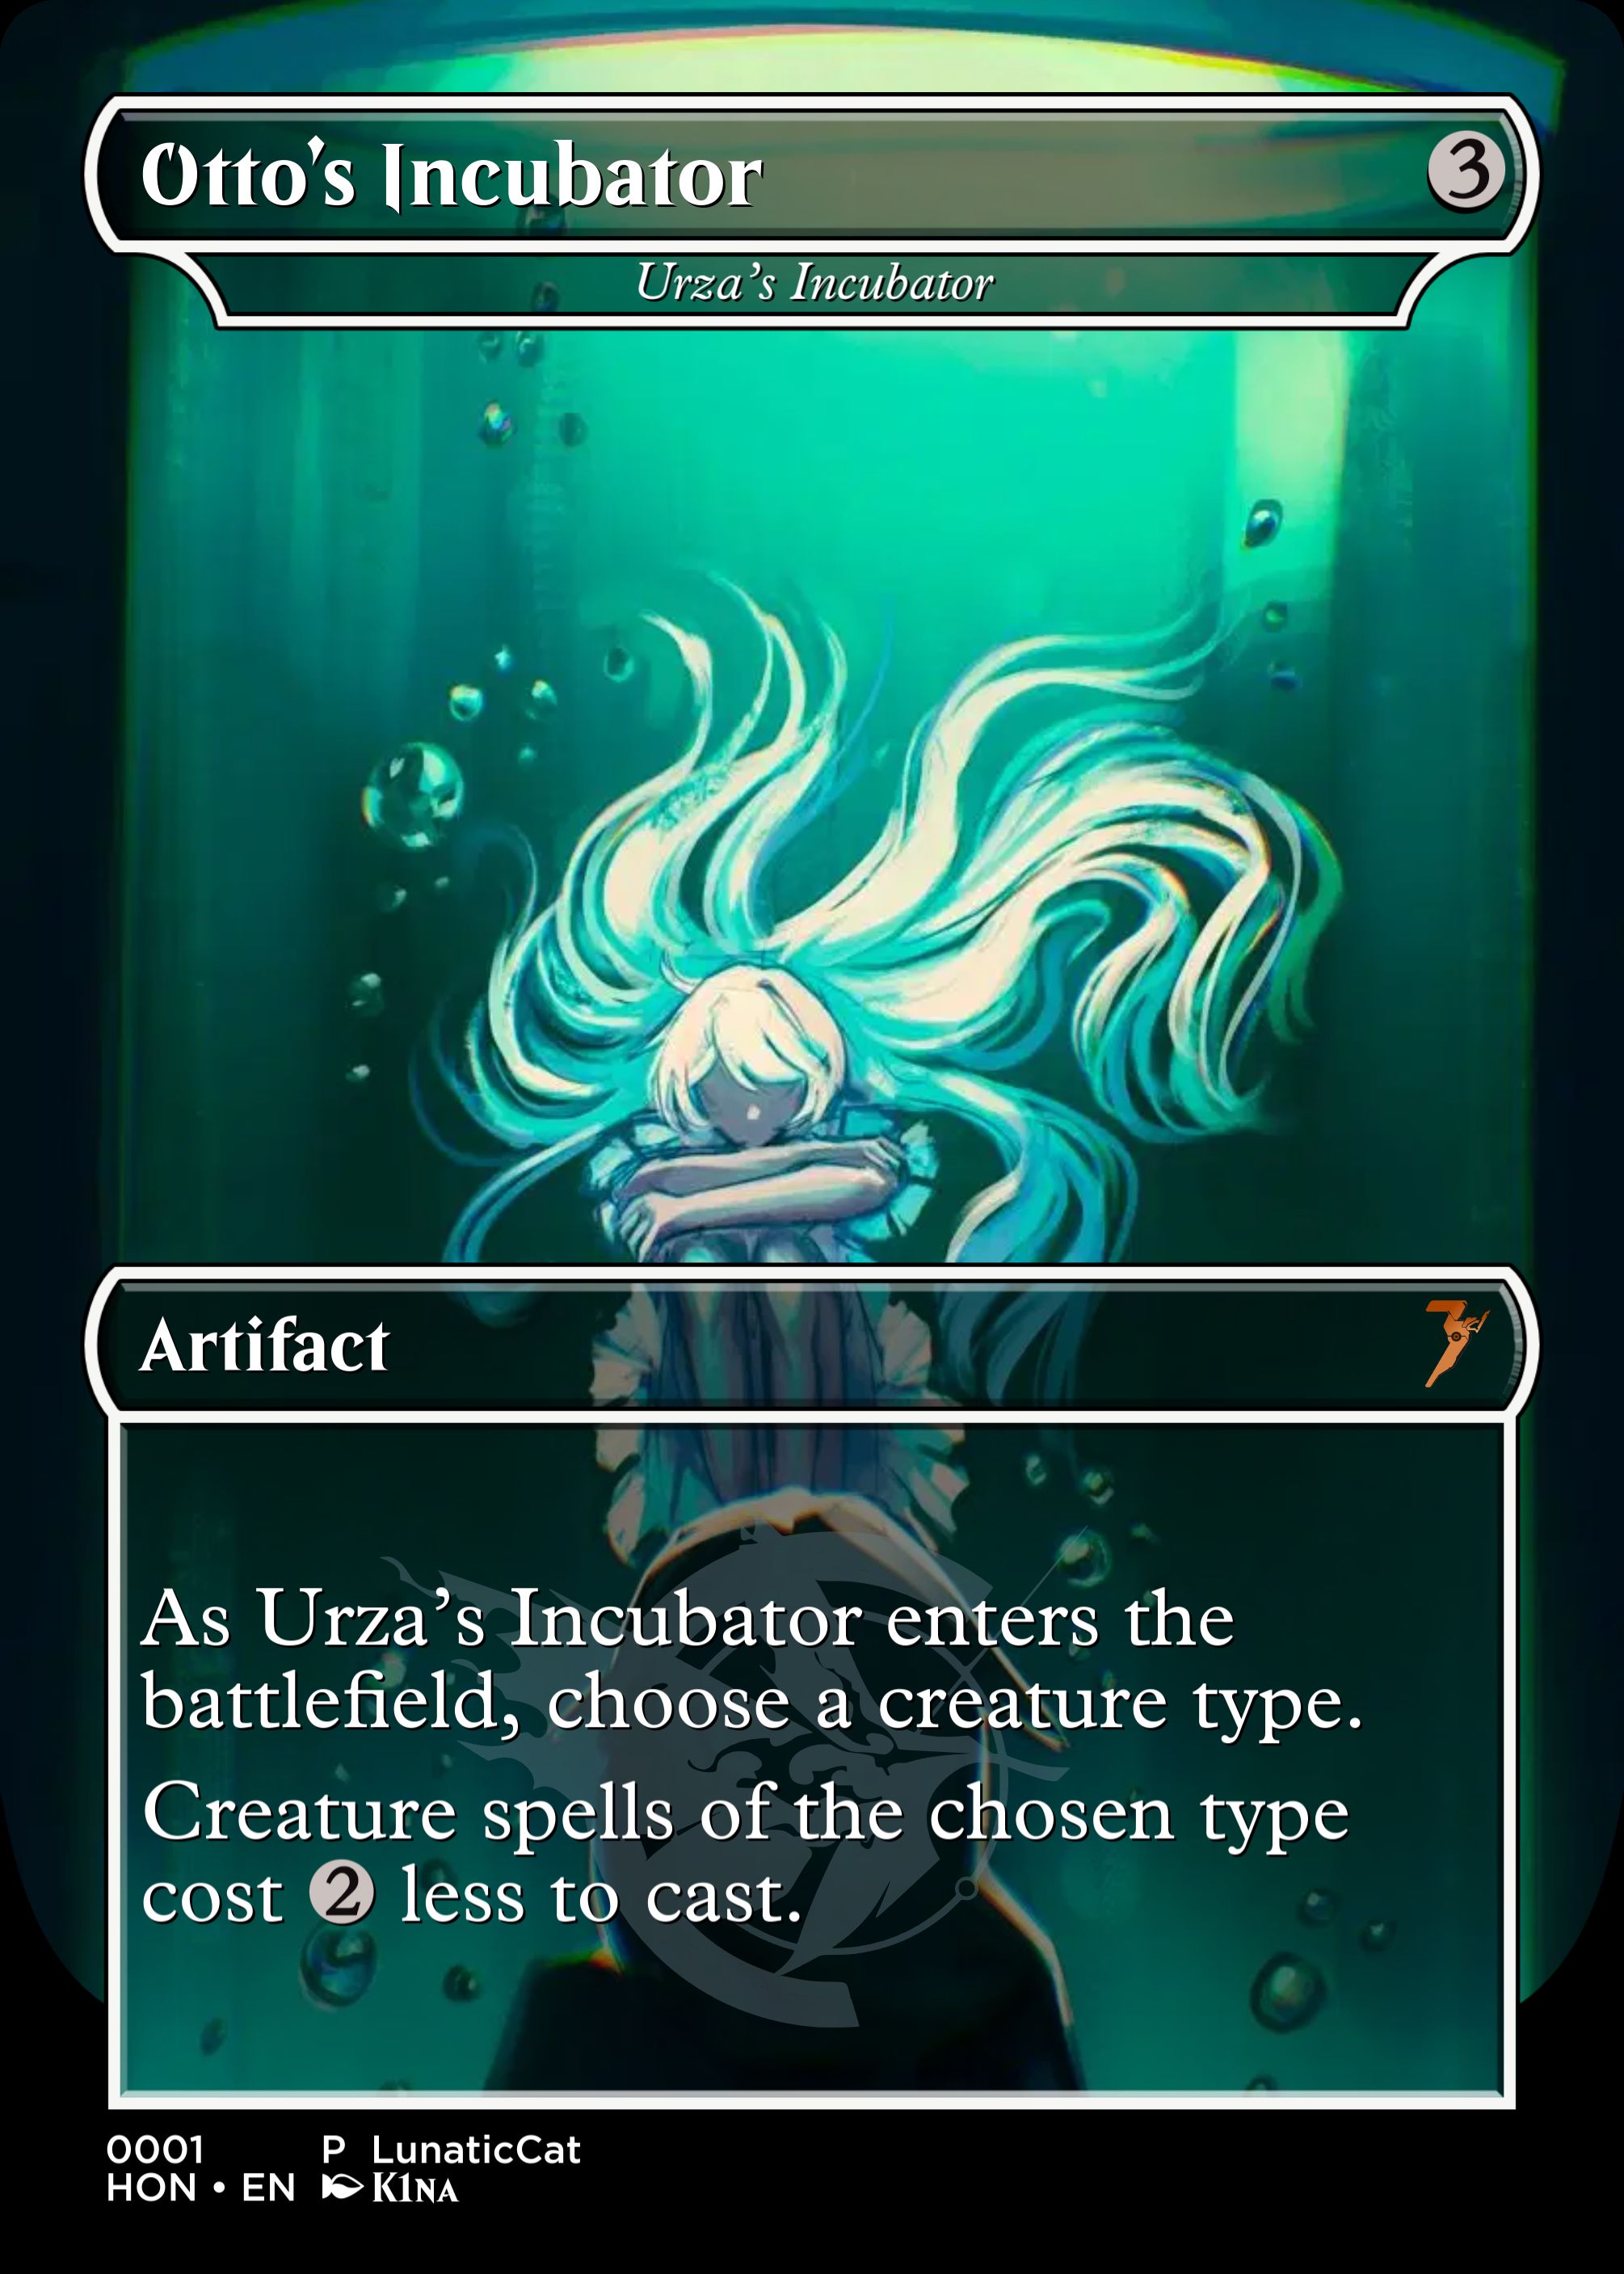 Otto's Incubator 3
Urza's Incubator
Artifact
As Urza's Incubator enters the
battlefield, choose a creature type.
Creature spells of the chosen type
cost 2 less to cast.
0001 P LunaticCat
HON • EN K1NA